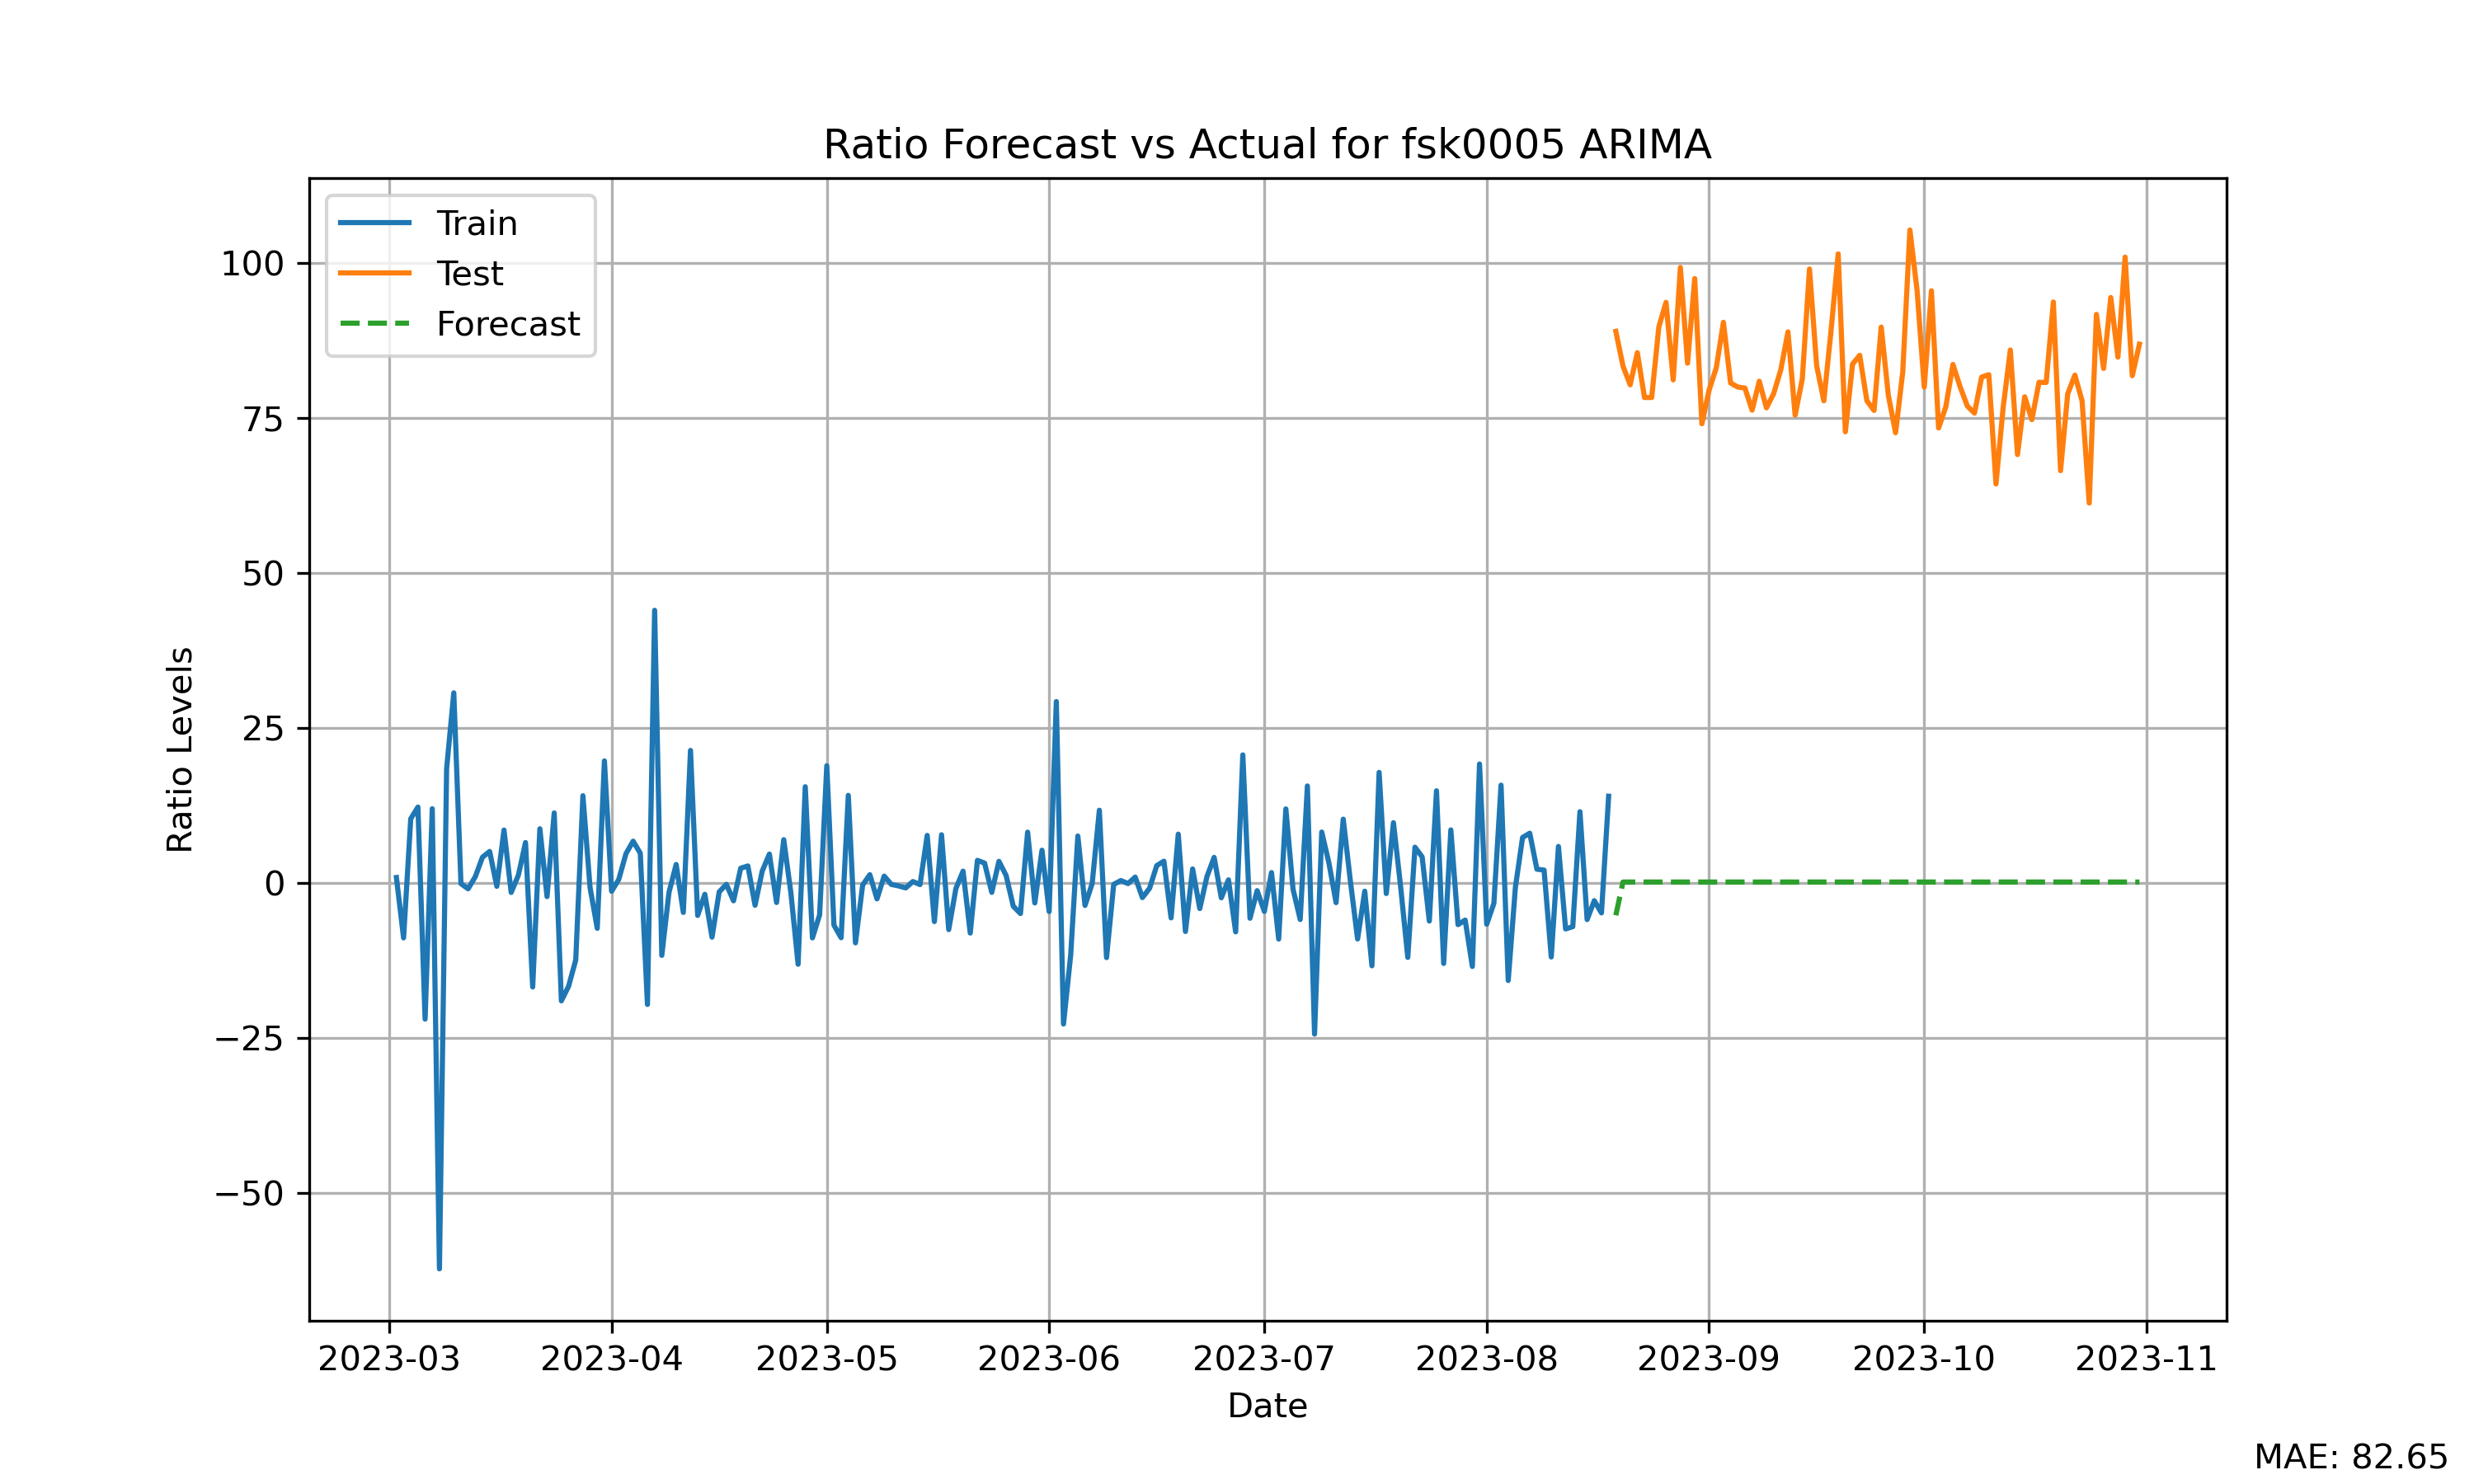 Ratio Forecast vs Actual for fsk0005 ARIMA
Train
Test
Forecast
100
75
50
25
0
−25
−50
Ratio Levels
2023-03 2023-04 2023-05 2023-06 2023-07 2023-08 2023-09 2023-10 2023-11
Date
MAE: 82.65